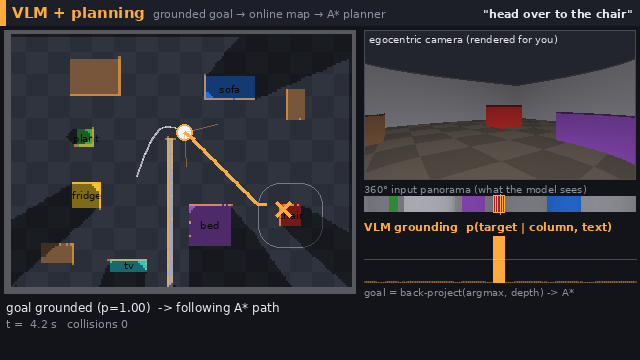 VLM + planning grounded goal → online map → A* planner "head over to the chair"
egocentric camera (rendered for you)
sofa
plant
fridge
bed
chair
tv
360° input panorama (what the model sees)
VLM grounding p(target | column, text)
goal = back-project(argmax, depth) -> A*
goal grounded (p=1.00) -> following A* path
t = 4.2 s collisions 0